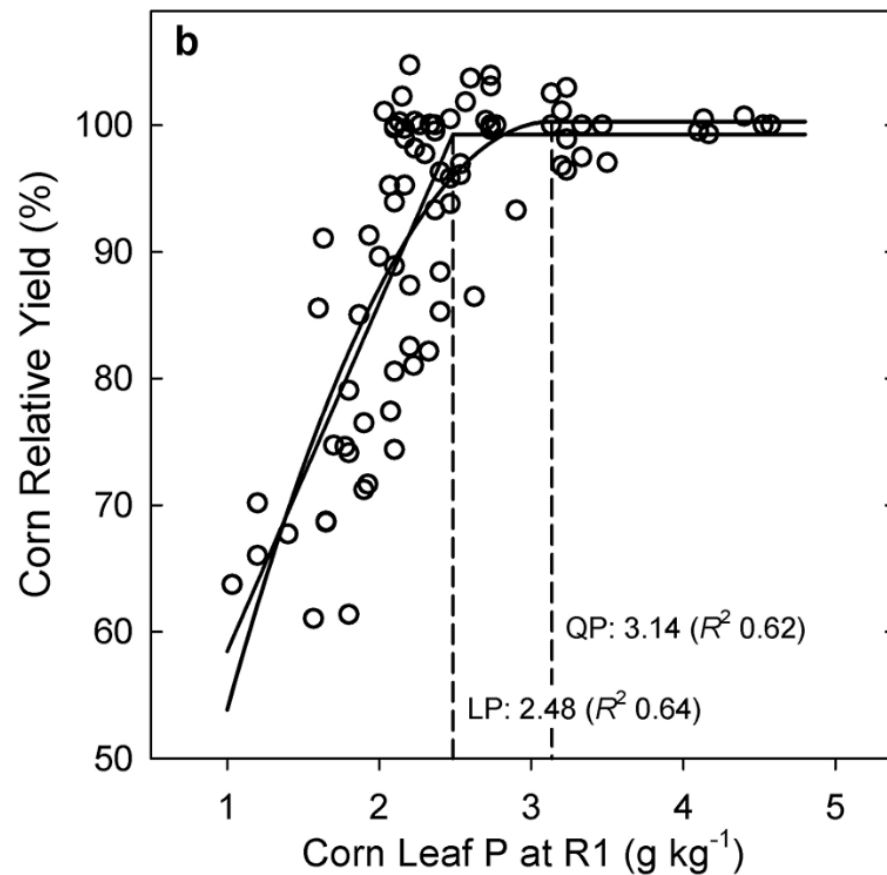 b
Corn Relative Yield (%)
100
90
80
70
60
50
QP: 3.14 (R² 0.62)
LP: 2.48 (R² 0.64)
1 2 3 4 5
Corn Leaf P at R1 (g kg⁻¹)